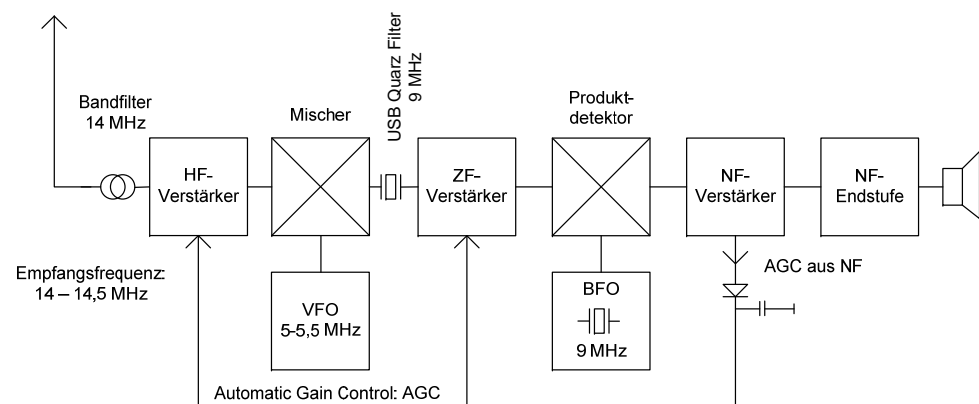 Bandfilter
14 MHz
HF-
Verstärker
Mischer
USB Quarz Filter
9 MHz
ZF-
Verstärker
Produkt-
detektor
NF-
Verstärker
NF-
Endstufe
Empfangsfrequenz:
14 – 14,5 MHz
VFO
5-5,5 MHz
BFO
9 MHz
AGC aus NF
Automatic Gain Control: AGC